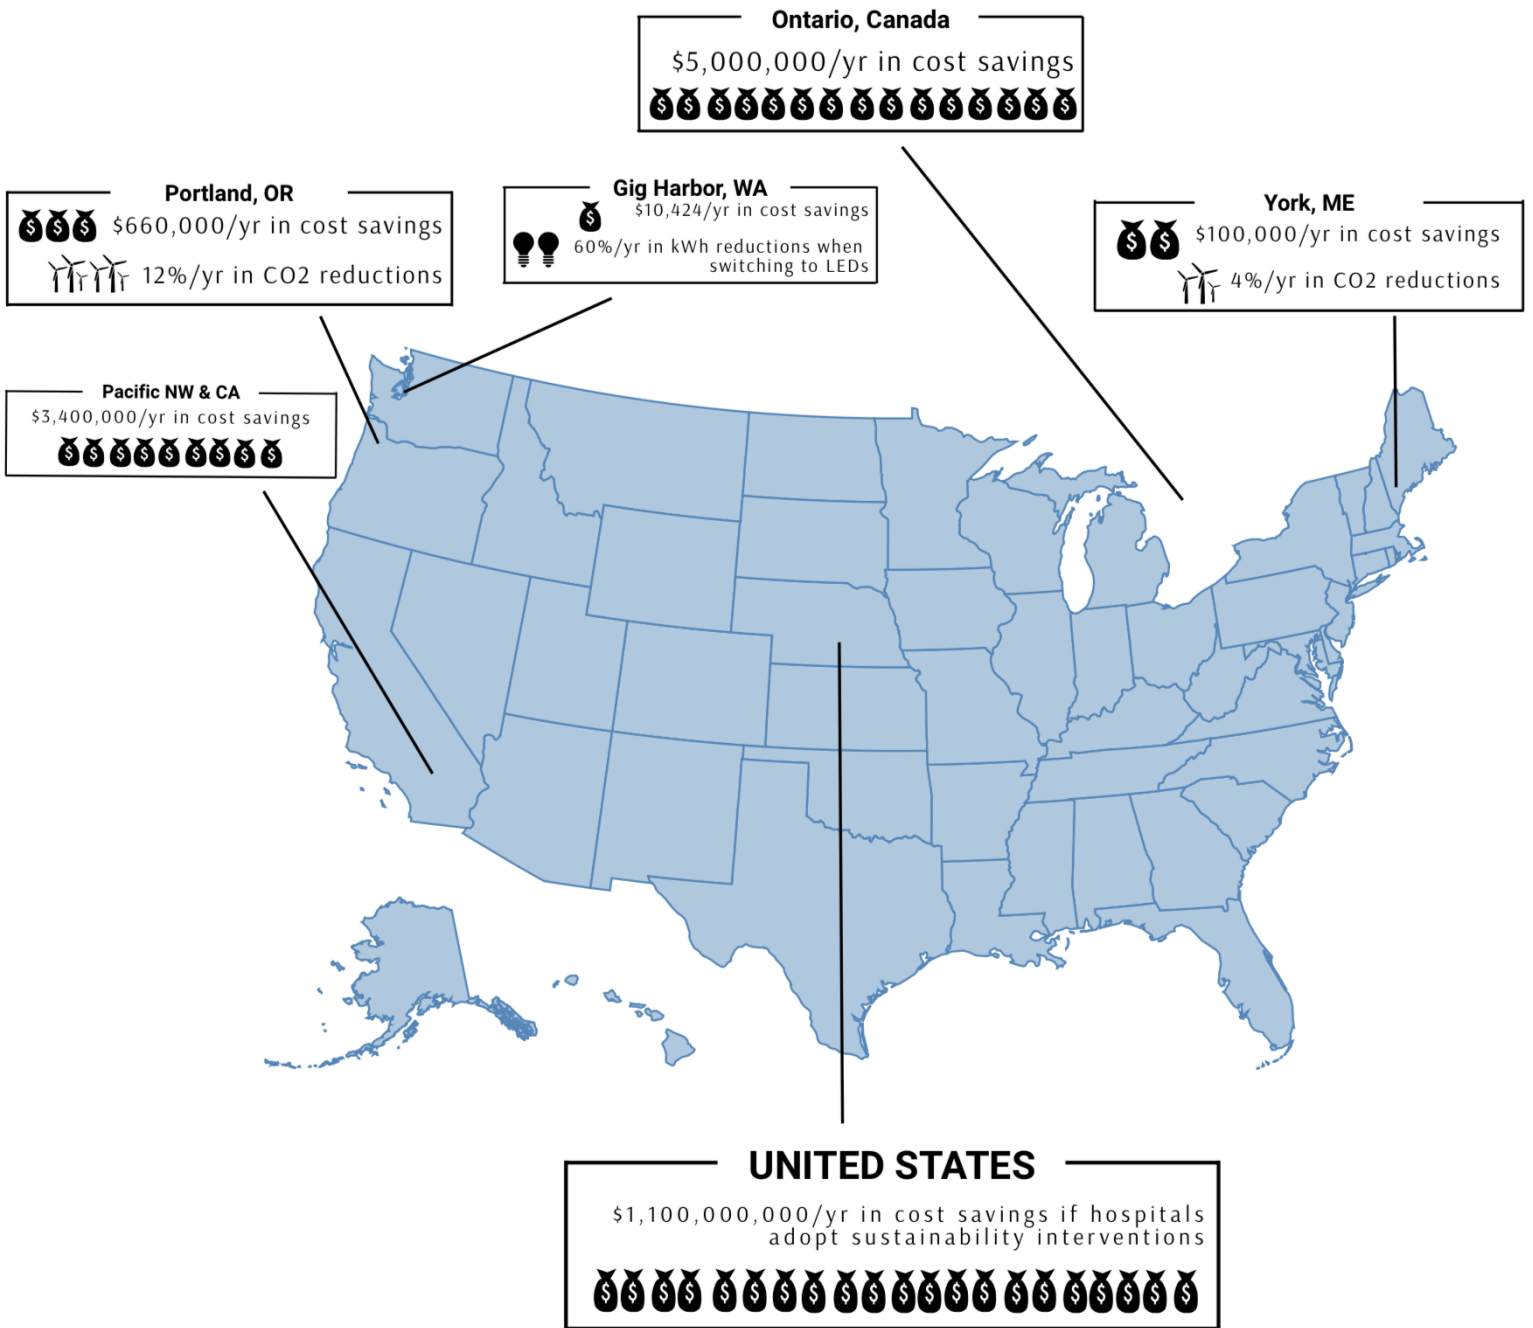 Ontario, Canada
$5,000,000/yr in cost savings
Portland, OR
$660,000/yr in cost savings
12%/yr in CO2 reductions
Gig Harbor, WA
$10,424/yr in cost savings
60%/yr in kWh reductions when
switching to LEDs
York, ME
$100,000/yr in cost savings
4%/yr in CO2 reductions
Pacific NW & CA
$3,400,000/yr in cost savings
UNITED STATES
$1,100,000,000/yr in cost savings if hospitals
adopt sustainability interventions